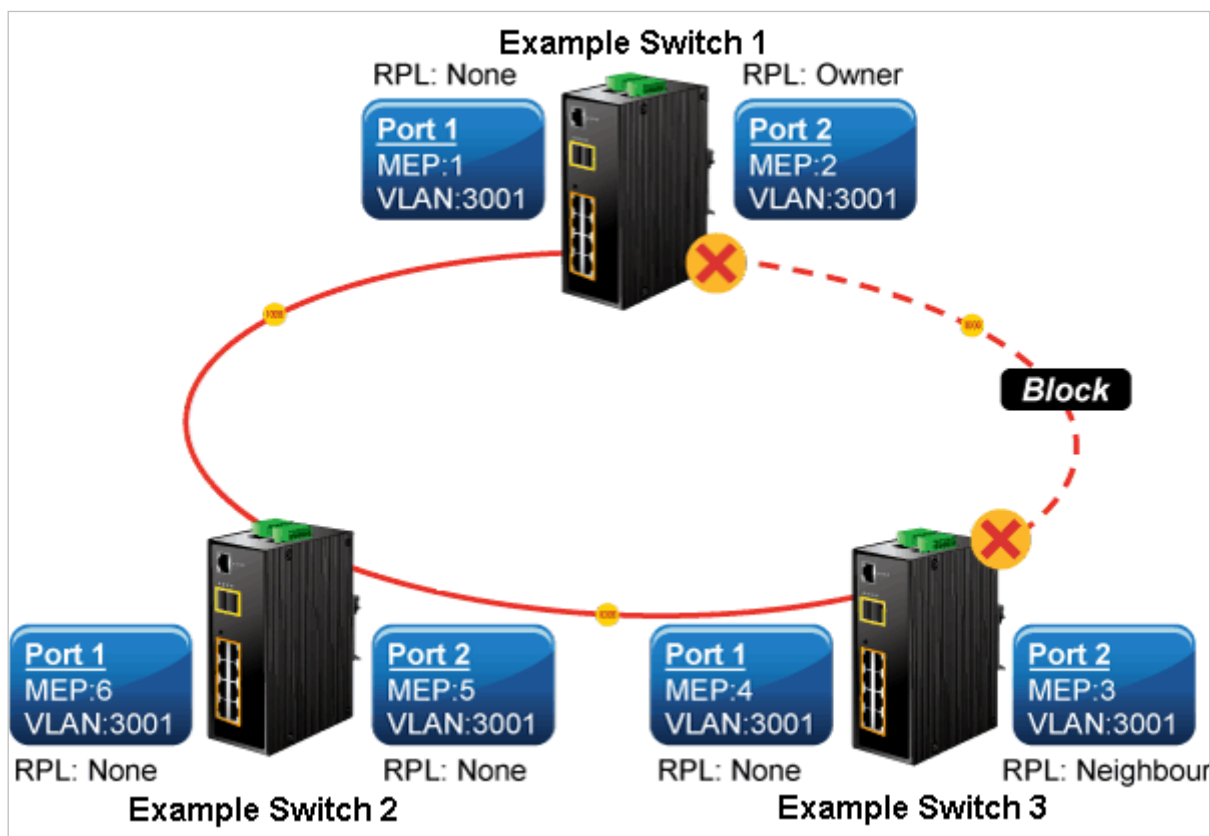 Example Switch 1
RPL: None
RPL: Owner
Port 1
MEP:1
VLAN:3001
Port 2
MEP:2
VLAN:3001
Block
Port 1
MEP:6
VLAN:3001
RPL: None
Port 2
MEP:5
VLAN:3001
RPL: None
Example Switch 2
Port 1
MEP:4
VLAN:3001
RPL: None
Port 2
MEP:3
VLAN:3001
RPL: Neighbour
Example Switch 3